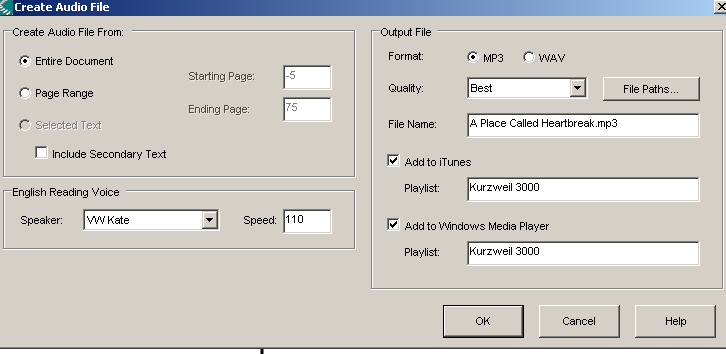 Create Audio File
Create Audio File From:
Entire Document
Starting Page: -5
Page Range
Ending Page: 75
Selected Text
Include Secondary Text
English Reading Voice
Speaker: VW Kate Speed: 110
Output File
Format: MP3 WAV
Quality: Best File Paths...
File Name: A Place Called Heartbreak.mp3
Add to iTunes
Playlist: Kurzweil 3000
Add to Windows Media Player
Playlist: Kurzweil 3000
OK Cancel Help